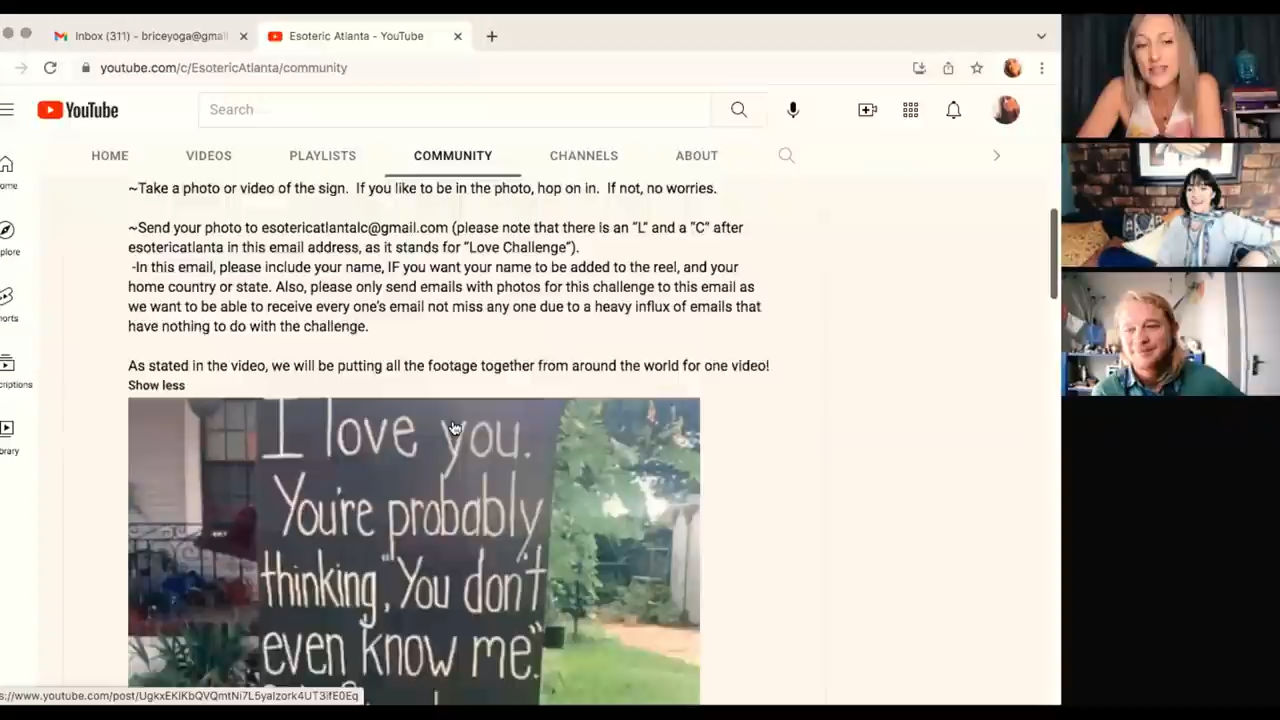 Inbox (311) - briceyoga@gmail
Esoteric Atlanta - YouTube
youtube.com/c/EsotericAtlanta/community
YouTube
Search
HOME VIDEOS PLAYLISTS COMMUNITY CHANNELS ABOUT
~Take a photo or video of the sign. If you like to be in the photo, hop on in. If not, no worries.
~Send your photo to esotericatlantalc@gmail.com (please note that there is an "L" and a "C" after
esotericatlanta in this email address, as it stands for "Love Challenge").
-In this email, please include your name, IF you want your name to be added to the reel, and your
home country or state. Also, please only send emails with photos for this challenge to this email as
we want to be able to receive every one's email not miss any one due to a heavy influx of emails that
have nothing to do with the challenge.
As stated in the video, we will be putting all the footage together from around the world for one video!
Show less
I love you.
You're probably
thinking, "You don't
even know me".
ome
plore
orts
criptions
brary